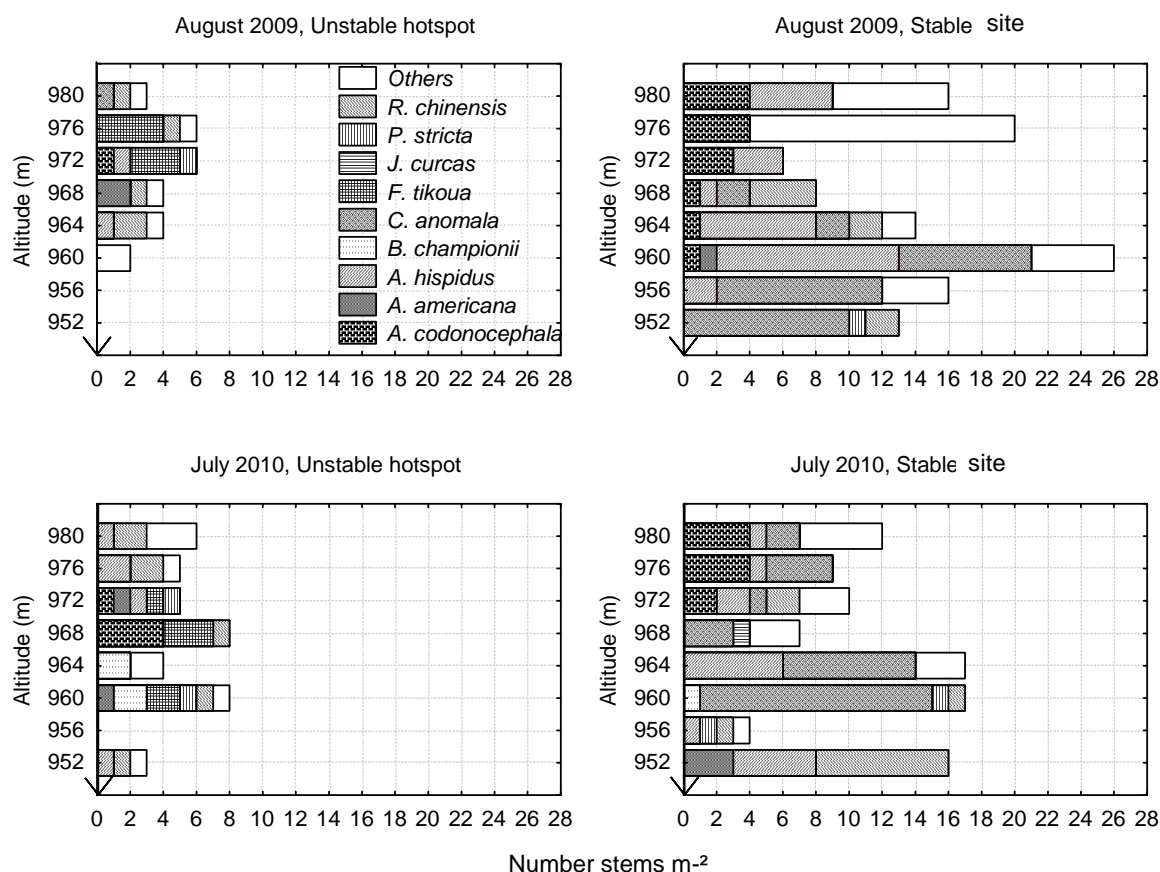 August 2009, Unstable hotspot
August 2009, Stable site
Altitude (m)
980
976
972
968
964
960
956
952
0 2 4 6 8 10 12 14 16 18 20 22 24 26 28
Others
R. chinensis
P. stricta
J. curcas
F. tikoua
C. anomala
B. championii
A. hispidus
A. americana
A. codonocephala
Altitude (m)
980
976
972
968
964
960
956
952
0 2 4 6 8 10 12 14 16 18 20 22 24 26 28
July 2010, Unstable hotspot
July 2010, Stable site
Altitude (m)
980
976
972
968
964
960
956
952
0 2 4 6 8 10 12 14 16 18 20 22 24 26 28
Altitude (m)
980
976
972
968
964
960
956
952
0 2 4 6 8 10 12 14 16 18 20 22 24 26 28
Number stems m-²